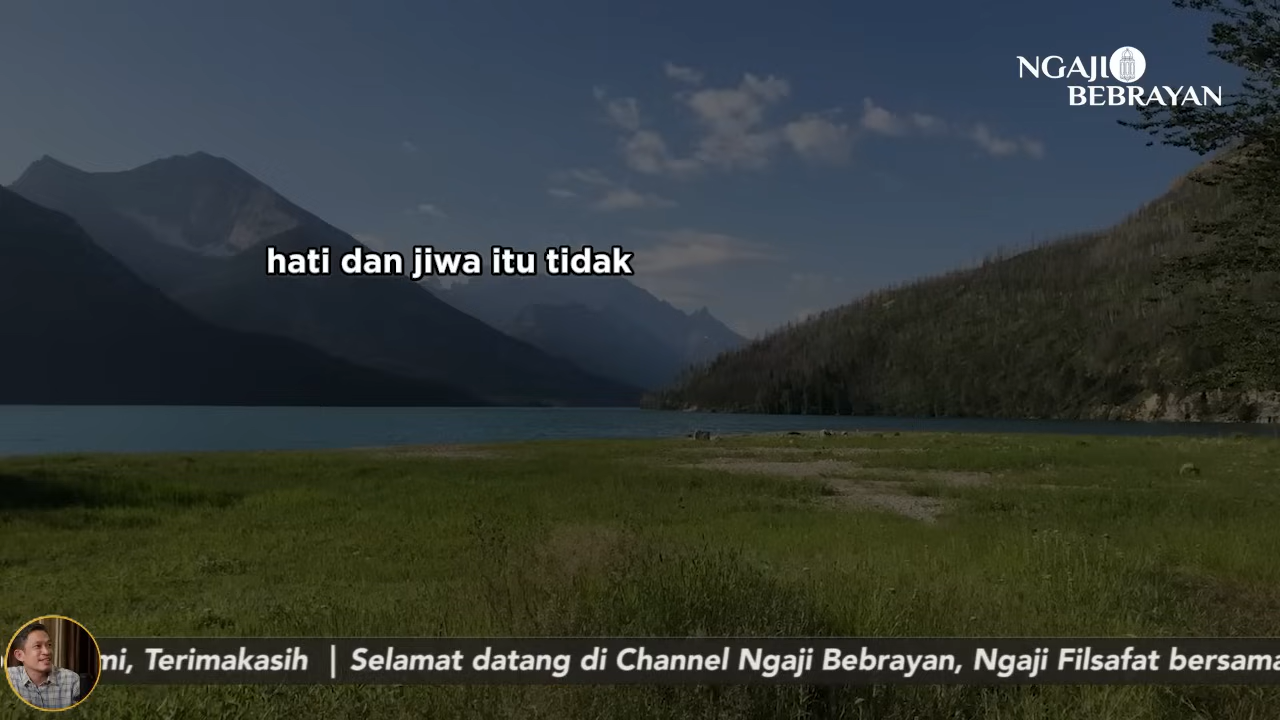 NGAJI
BEBRAYAN
hati dan jiwa itu tidak
mi, Terimakasih | Selamat datang di Channel Ngaji Bebrayan, Ngaji Filsafat bersama